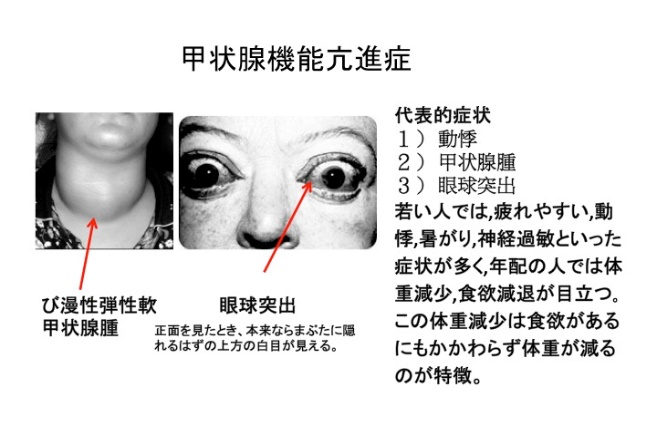 甲状腺機能亢進症
び漫性弾性軟
甲状腺腫
眼球突出
正面を見たとき、本来ならまぶたに隠
れるはずの上方の白目が見える。
代表的症状
１）動悸
２）甲状腺腫
３）眼球突出
若い人では,疲れやすい,動
悸,暑がり,神経過敏といった
症状が多く,年配の人では体
重減少,食欲減退が目立つ。
この体重減少は食欲がある
にもかかわらず体重が減る
のが特徴。